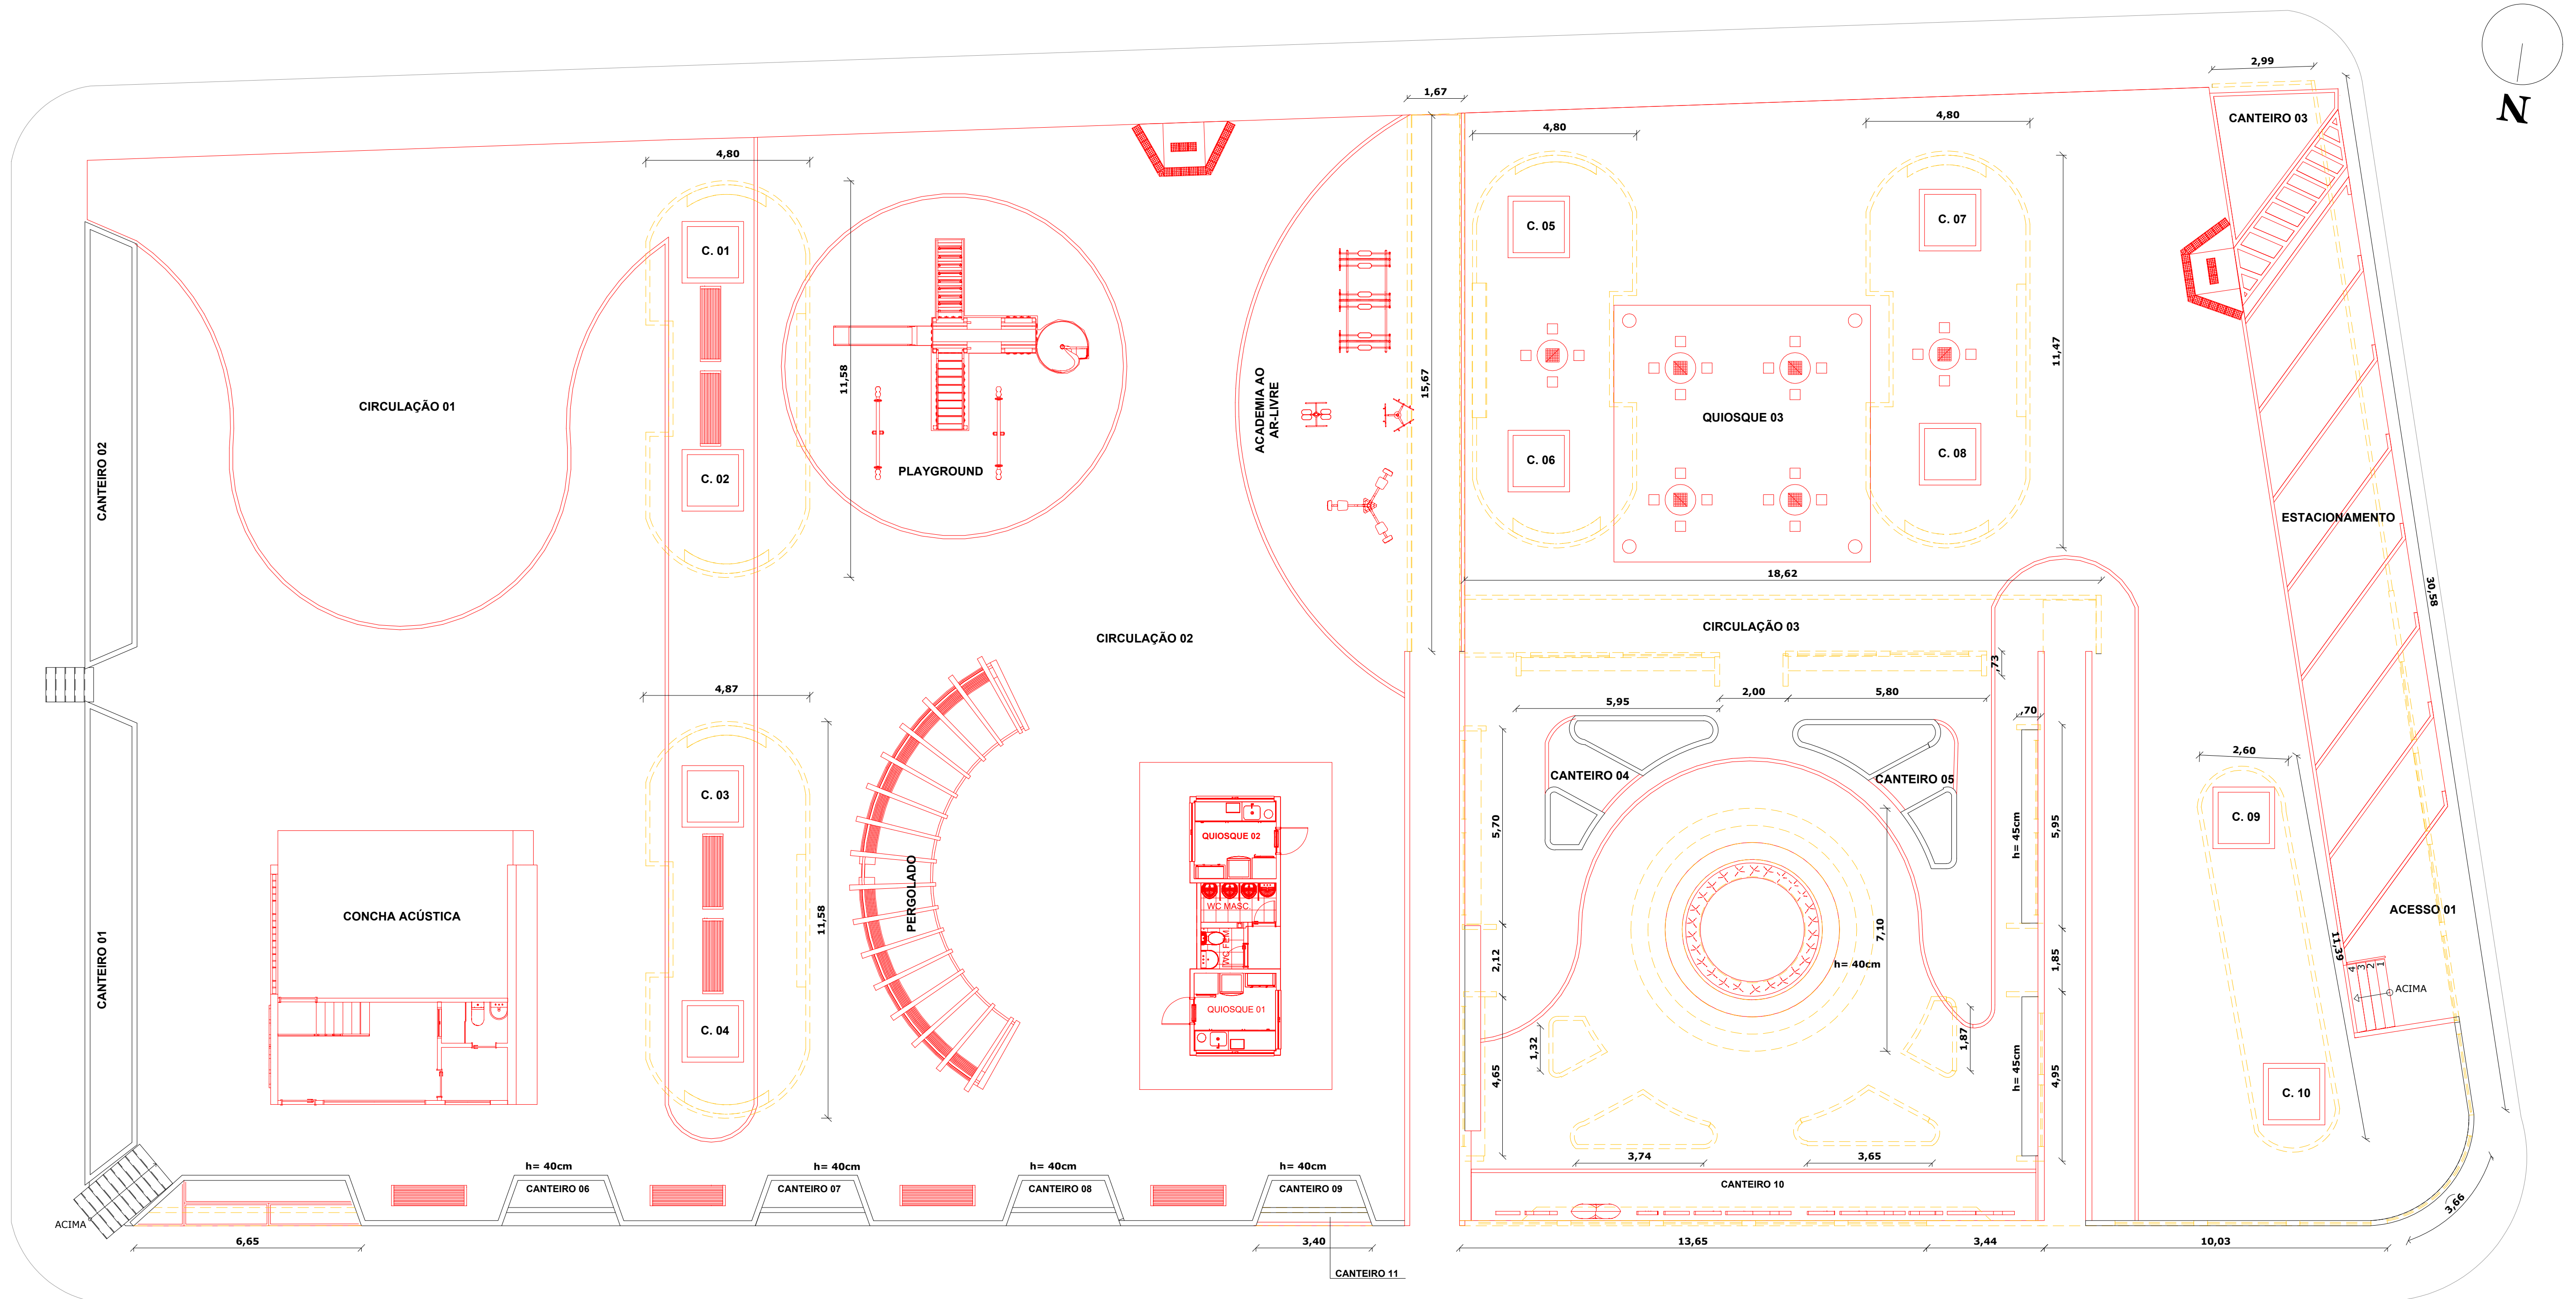 2,99
N
1,67
CANTEIRO 03
4,80
4,80
4,80
C. 01
C. 05
C. 07
11,58
15,67
11,47
CIRCULAÇÃO 01
ACADEMIA AO
AR-LIVRE
QUIOSQUE 03
CANTEIRO 02
C. 02
PLAYGROUND
C. 06
C. 08
ESTACIONAMENTO
18,62
30,58
CIRCULAÇÃO 02
CIRCULAÇÃO 03
,73
4,87
5,95
2,00
5,80
,70
2,60
CANTEIRO 04
CANTEIRO 05
C. 03
5,70
h= 45cm
5,95
C. 09
QUIOSQUE 02
PERGOLADO
WC MASC.
CONCHA ACÚSTICA
11,58
7,10
ACESSO 01
CANTEIRO 01
WC FEM
2,12
h= 40cm
1,85
11,39
4
3
2
1
ACIMA
QUIOSQUE 01
C. 04
1,32
1,87
4,65
h= 45cm
4,95
C. 10
3,74
3,65
h= 40cm
h= 40cm
h= 40cm
h= 40cm
CANTEIRO 06
CANTEIRO 07
CANTEIRO 08
CANTEIRO 09
CANTEIRO 10
3,66
ACIMA
6,65
3,40
13,65
3,44
10,03
CANTEIRO 11